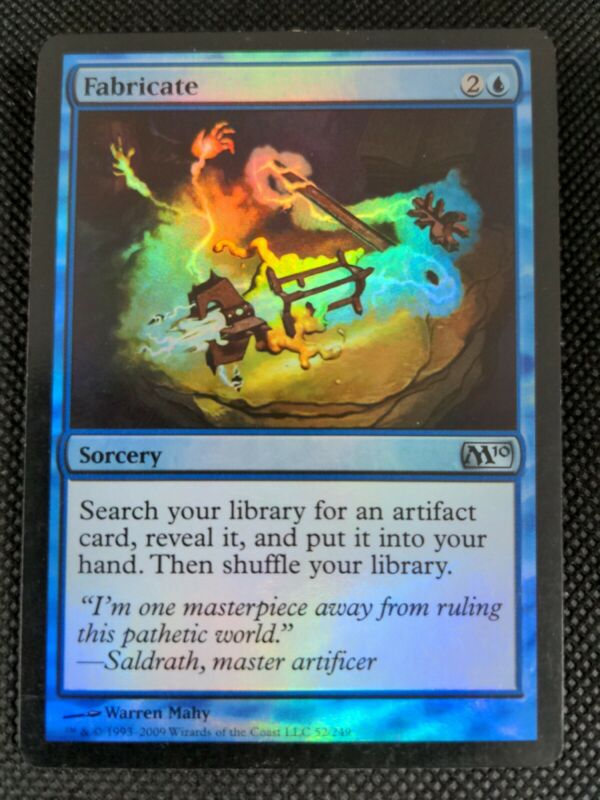 Fabricate 2
Sorcery M10
Search your library for an artifact
card, reveal it, and put it into your
hand. Then shuffle your library.
"I'm one masterpiece away from ruling
this pathetic world."
—Saldrath, master artificer
Warren Mahy
™ & © 1993–2009 Wizards of the Coast LLC 52/249